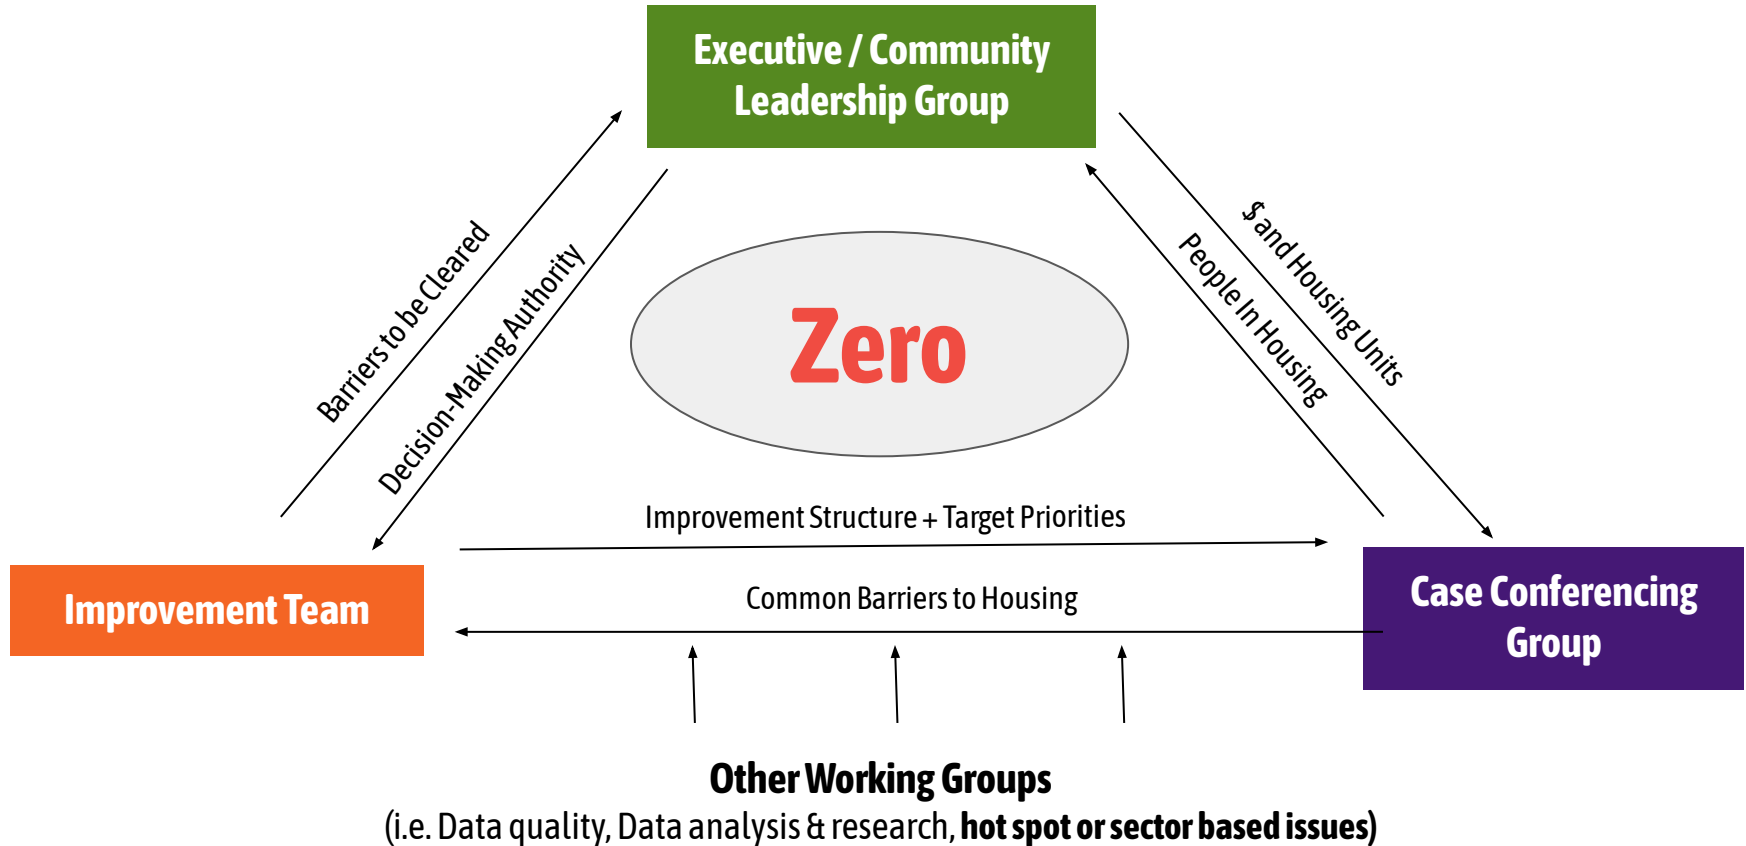 Executive / Community
Leadership Group
Barriers to be Cleared
Decision-Making Authority
$ and Housing Units
People In Housing
Zero
Improvement Structure + Target Priorities
Improvement Team
Common Barriers to Housing
Case Conferencing
Group
Other Working Groups
(i.e. Data quality, Data analysis & research, hot spot or sector based issues)